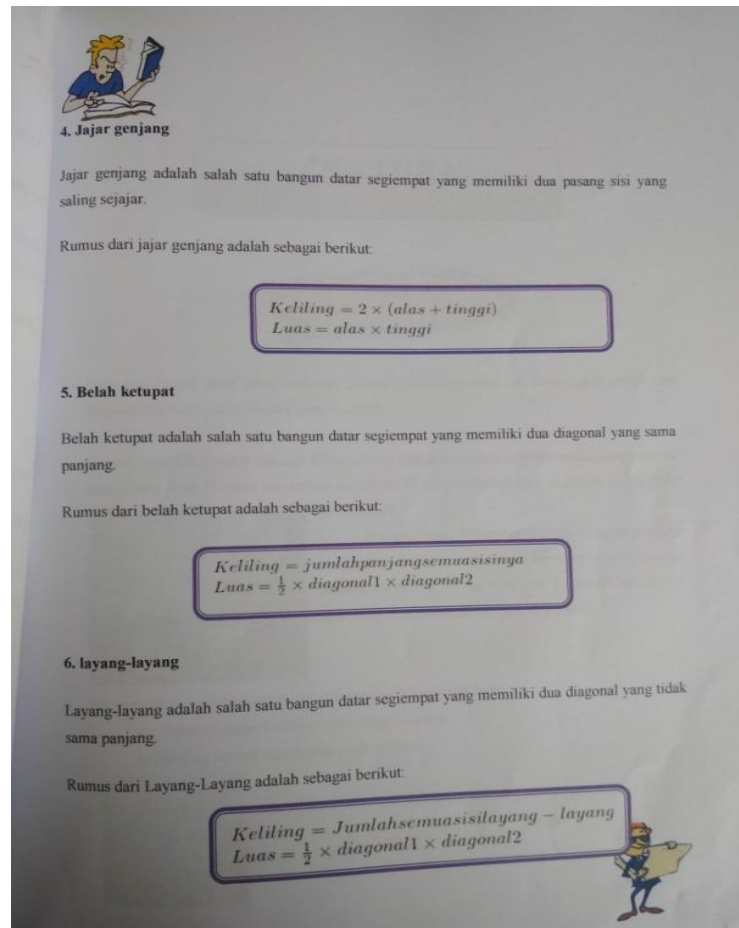 4. Jajar genjang
Jajar genjang adalah salah satu bangun datar segiempat yang memiliki dua pasang sisi yang
saling sejajar.
Rumus dari jajar genjang adalah sebagai berikut:
Keliling = 2 × (alas + tinggi)
Luas = alas × tinggi
5. Belah ketupat
Belah ketupat adalah salah satu bangun datar segiempat yang memiliki dua diagonal yang sama
panjang.
Rumus dari belah ketupat adalah sebagai berikut:
Keliling = jumlahpanjangsemuasisinya
Luas = 1/2 × diagonal1 × diagonal2
6. layang-layang
Layang-layang adalah salah satu bangun datar segiempat yang memiliki dua diagonal yang tidak
sama panjang.
Rumus dari Layang-Layang adalah sebagai berikut:
Keliling = Jumlahsemuasisilayang − layang
Luas = 1/2 × diagonal1 × diagonal2